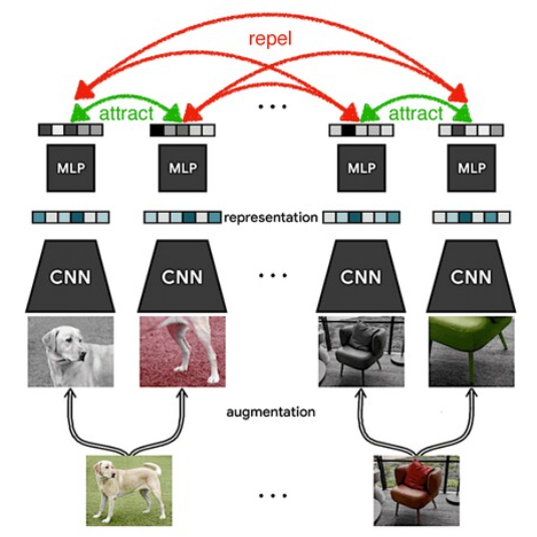 repel
attract
...
attract
MLP
MLP
MLP
MLP
representation
CNN
CNN
...
CNN
CNN
augmentation
...